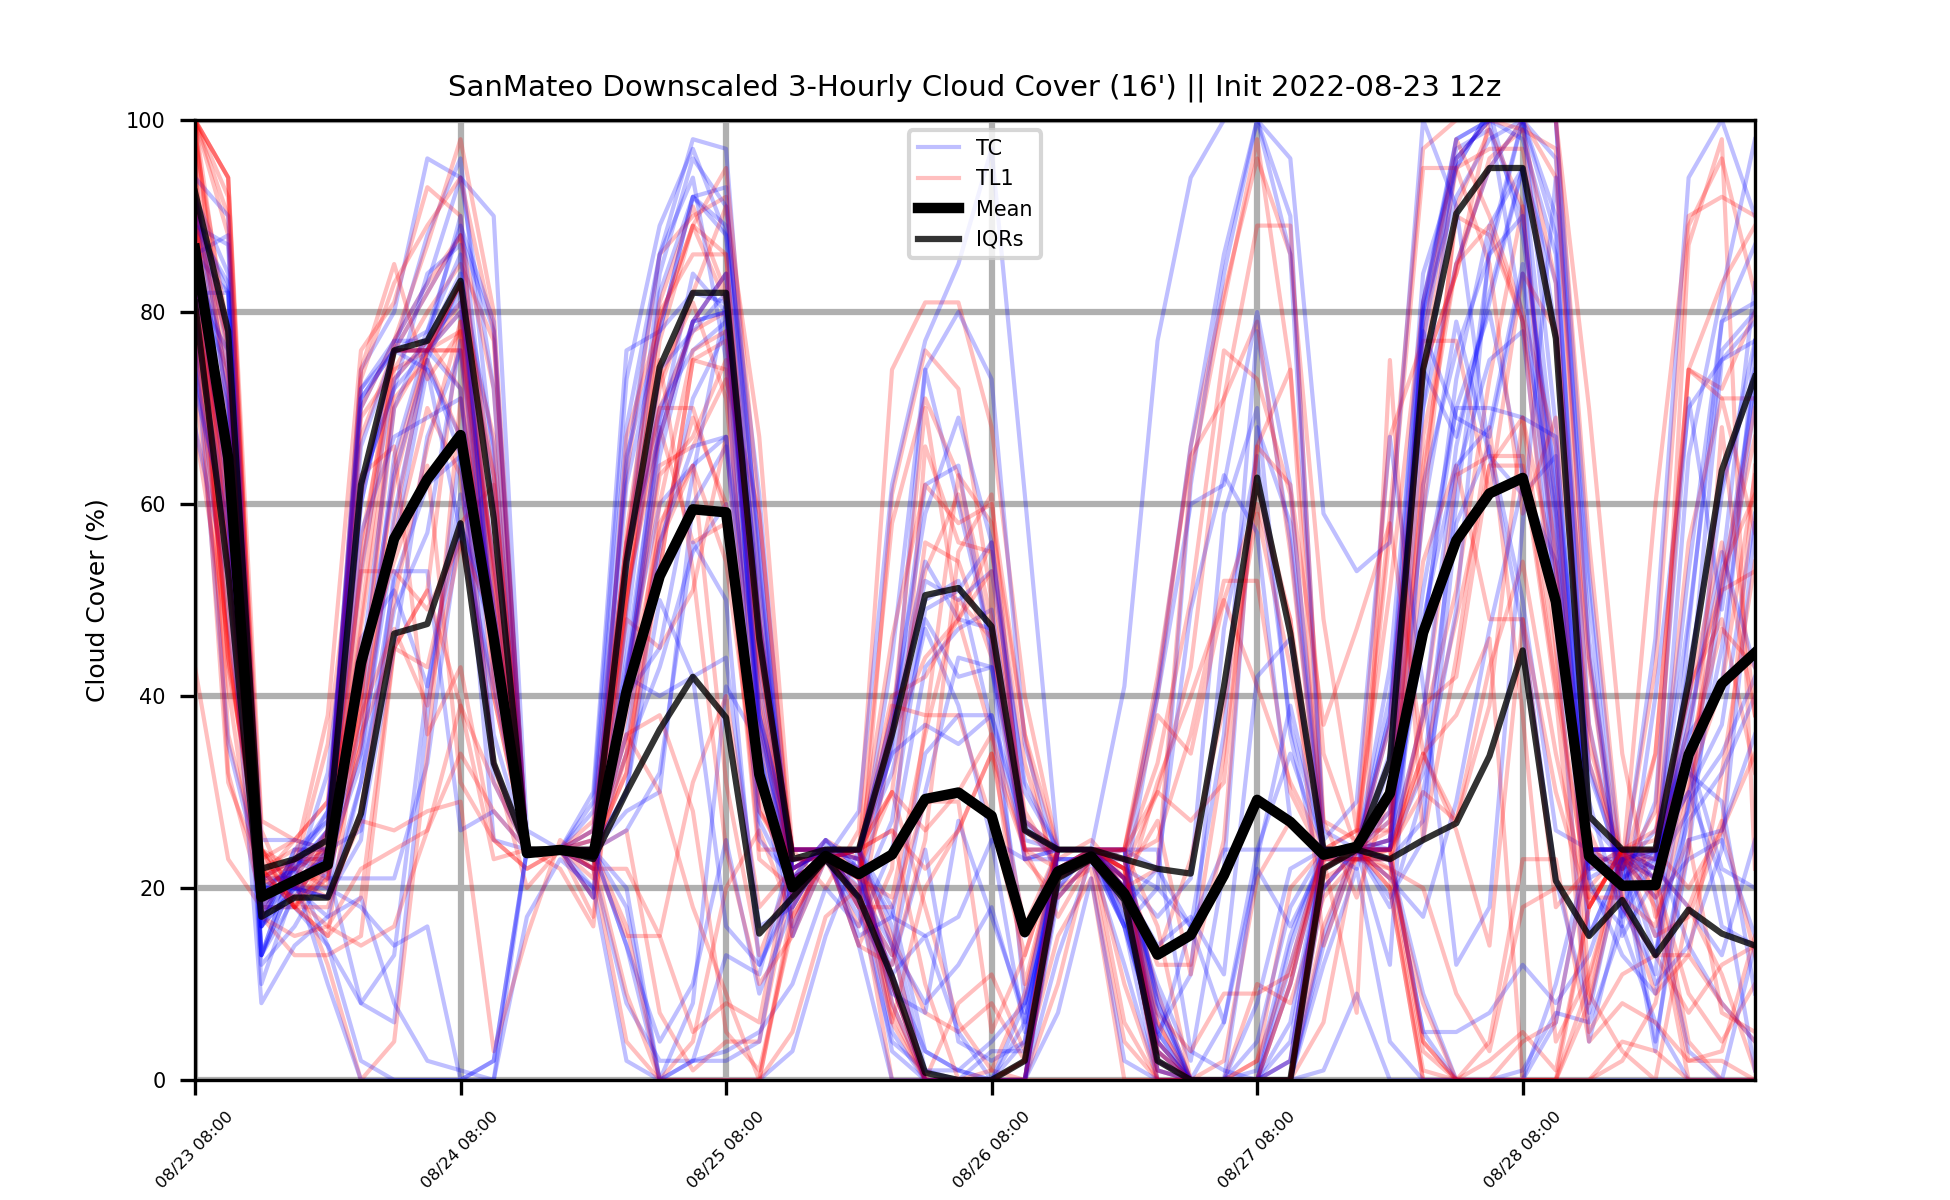 SanMateo Downscaled 3-Hourly Cloud Cover (16') || Init 2022-08-23 12z
Cloud Cover (%)
100
80
60
40
20
0
TC
TL1
Mean
IQRs
08/23 08:00
08/24 08:00
08/25 08:00
08/26 08:00
08/27 08:00
08/28 08:00